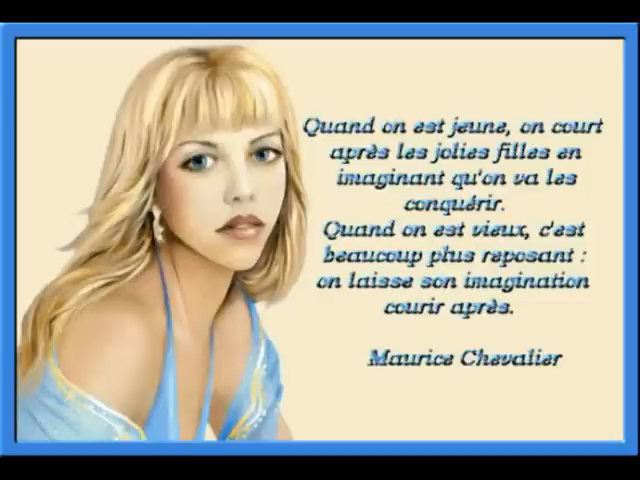 Quand on est jeune, on court
après les jolies filles en
imaginant qu'on va les
conquérir.
Quand on est vieux, c'est
beaucoup plus reposant :
on laisse son imagination
courir après.
Maurice Chevalier